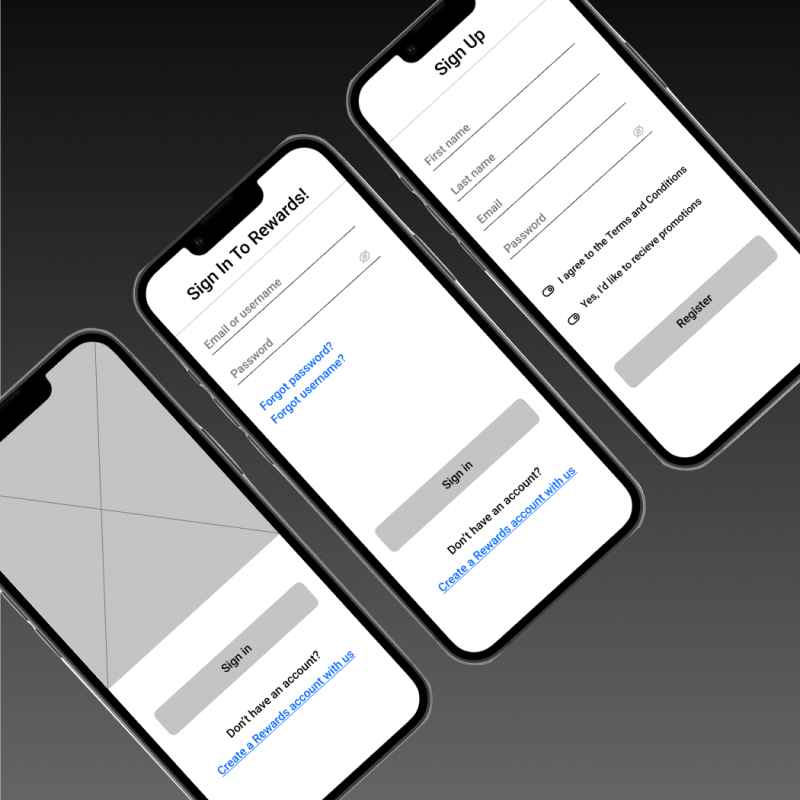 Sign in
Don't have an account?
Create a Rewards account with us
Sign In To Rewards!
Email or username
Password
Forgot password?
Forgot username?
Sign in
Don't have an account?
Create a Rewards account with us
Sign Up
First name
Last name
Email
Password
I agree to the Terms and Conditions
Yes, I'd like to recieve promotions
Register